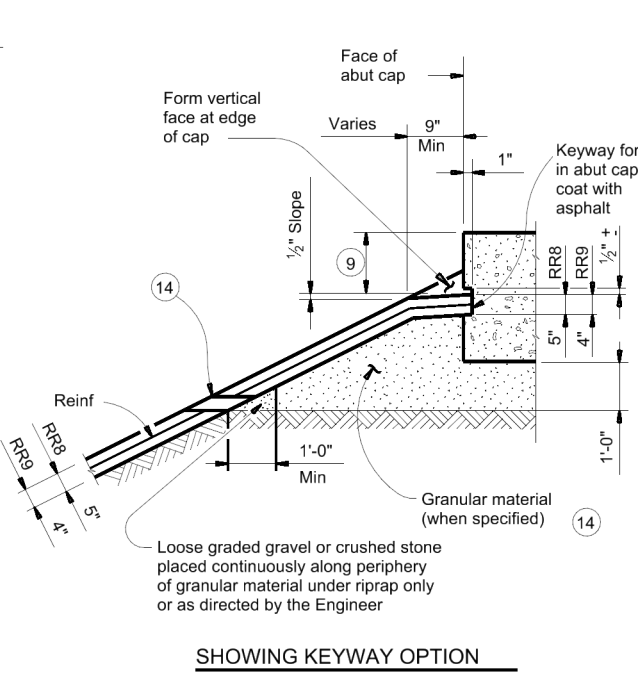 Face of
abut cap
Form vertical
face at edge
of cap
Varies
9"
Min
1"
Keyway for
in abut cap
coat with
asphalt
½" Slope
9
RR8
RR9
½" ±
5"
4"
14
Reinf
RR9
RR8
4"
5"
1'-0"
Min
1'-0"
Granular material
(when specified)
14
Loose graded gravel or crushed stone
placed continuously along periphery
of granular material under riprap only
or as directed by the Engineer
SHOWING KEYWAY OPTION